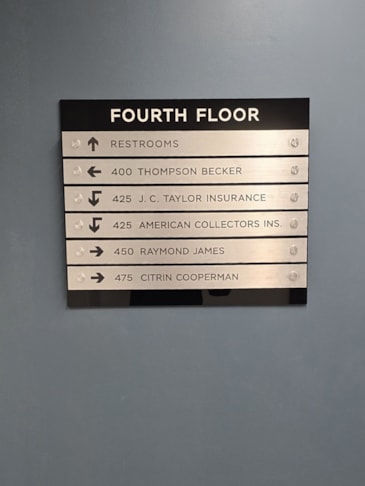 FOURTH FLOOR
↑ RESTROOMS
← 400 THOMPSON BECKER
↰ 425 J. C. TAYLOR INSURANCE
↰ 425 AMERICAN COLLECTORS INS.
→ 450 RAYMOND JAMES
→ 475 CITRIN COOPERMAN